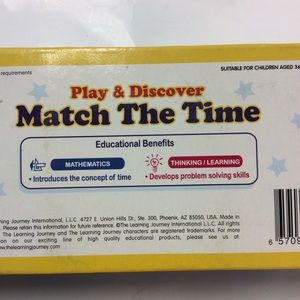 requirements
SUITABLE FOR CHILDREN AGED 36
Play & Discover
Match The Time
Educational Benefits
MATHEMATICS
THINKING / LEARNING
• Introduces the concept of time
• Develops problem solving skills
Learning Journey International, L.L.C. 4727 E. Union Hills Dr., Ste. 300, Phoenix, AZ 85050, USA. Made in
Please retain this information for future reference. ©The Learning Journey International, L.L.C. All rights
The Learning Journey and The Learning Journey characters are registered trademarks. For more
on our exciting line of high quality educational products, please see us at:
www.thelearningjourney.com
6 5709